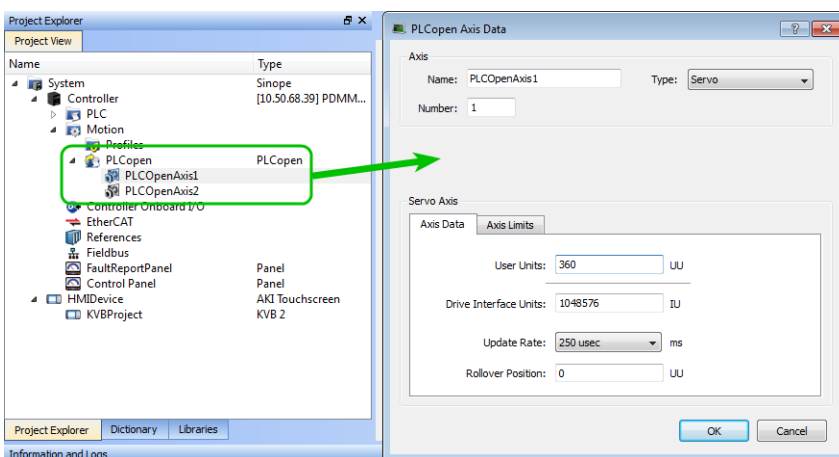 Project Explorer
Project View
Name Type
System Sinope
Controller [10.50.68.39] PDMM...
PLC
Motion
Profiles
PLCopen PLCopen
PLCOpenAxis1
PLCOpenAxis2
Controller Onboard I/O
EtherCAT
References
Fieldbus
FaultReportPanel Panel
Control Panel Panel
HMIDevice AKI Touchscreen
KVBProject KVB 2
Project Explorer Dictionary Libraries
Information and Logs
PLCopen Axis Data
Axis
Name: PLCOpenAxis1 Type: Servo
Number: 1
Servo Axis
Axis Data Axis Limits
User Units: 360 UU
Drive Interface Units: 1048576 IU
Update Rate: 250 usec ms
Rollover Position: 0 UU
OK Cancel